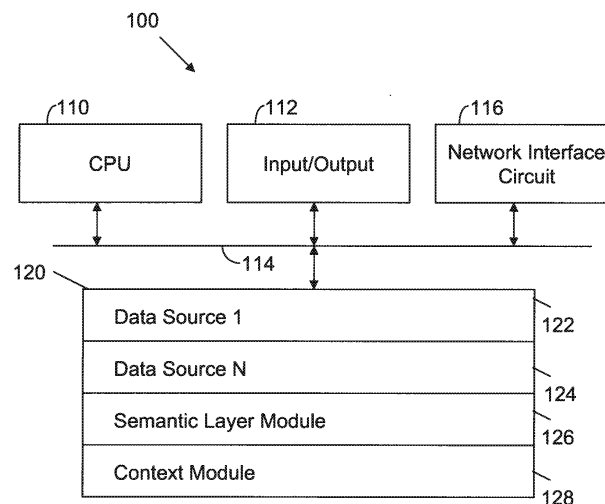 100
110
112
116
CPU
Input/Output
Network Interface
Circuit
114
120
Data Source 1
122
Data Source N
124
Semantic Layer Module
126
Context Module
128